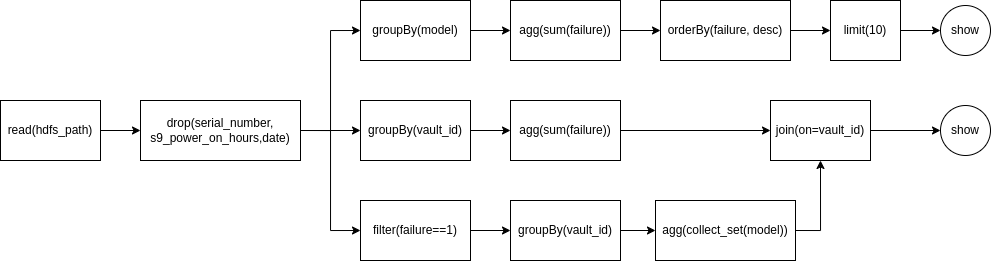 groupBy(model)
agg(sum(failure))
orderBy(failure, desc)
limit(10)
show
read(hdfs_path)
drop(serial_number,
s9_power_on_hours,date)
groupBy(vault_id)
agg(sum(failure))
join(on=vault_id)
show
filter(failure==1)
groupBy(vault_id)
agg(collect_set(model))